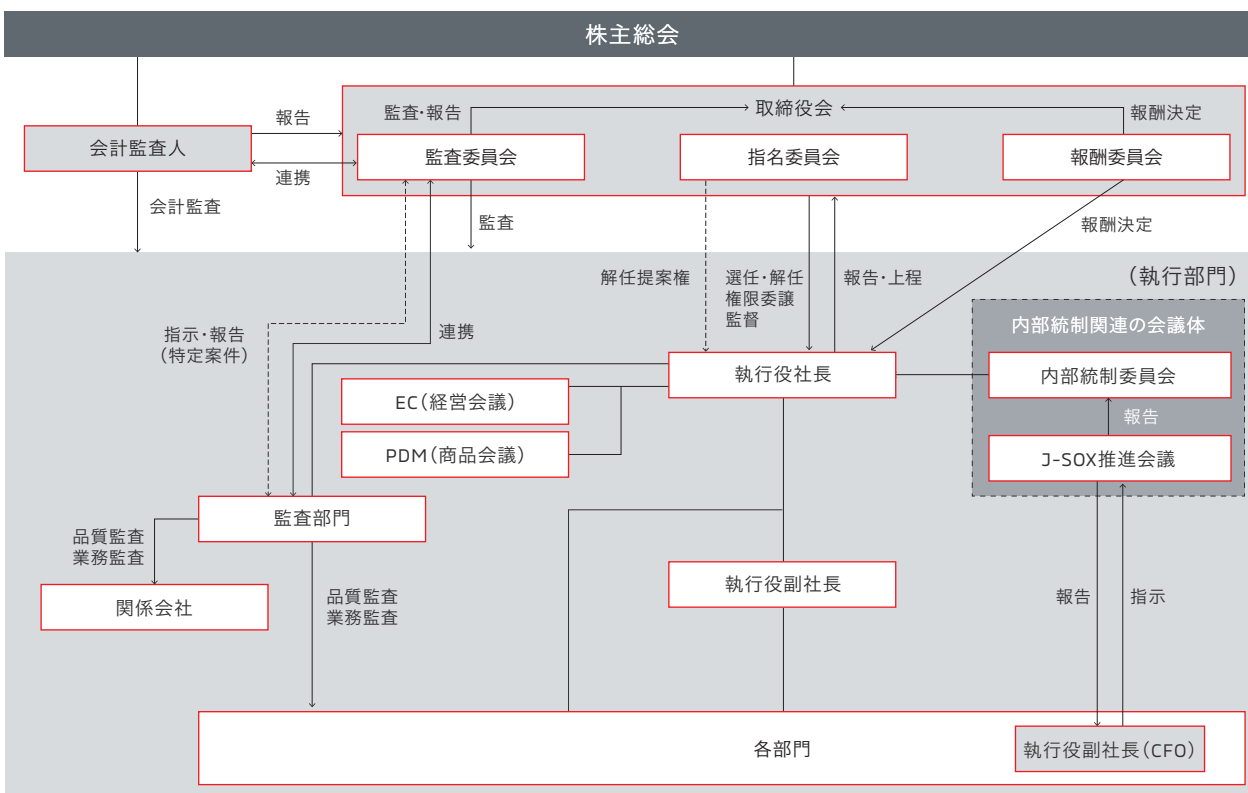 株主総会
報告
監査・報告
取締役会
報酬決定
会計監査人
監査委員会
指名委員会
報酬委員会
連携
会計監査
監査
報酬決定
(執行部門)
解任提案権
選任・解任
権限委譲
監督
報告・上程
指示・報告
(特定案件)
連携
内部統制関連の会議体
執行役社長
内部統制委員会
EC(経営会議)
報告
PDM(商品会議)
J-SOX推進会議
監査部門
品質監査
業務監査
執行役副社長
関係会社
品質監査
業務監査
報告
指示
各部門
執行役副社長(CFO)